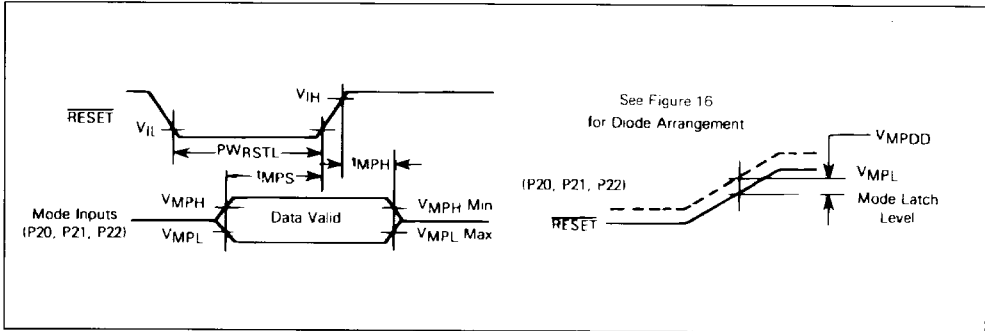 RESET
VIL
VIH
PWRSTL
tMPH
tMPS
Mode Inputs
(P20, P21, P22)
VMPH
VMPL
Data Valid
VMPH Min
VMPL Max
See Figure 16
for Diode Arrangement
VMPDD
(P20, P21, P22)
VMPL
Mode Latch
Level
RESET